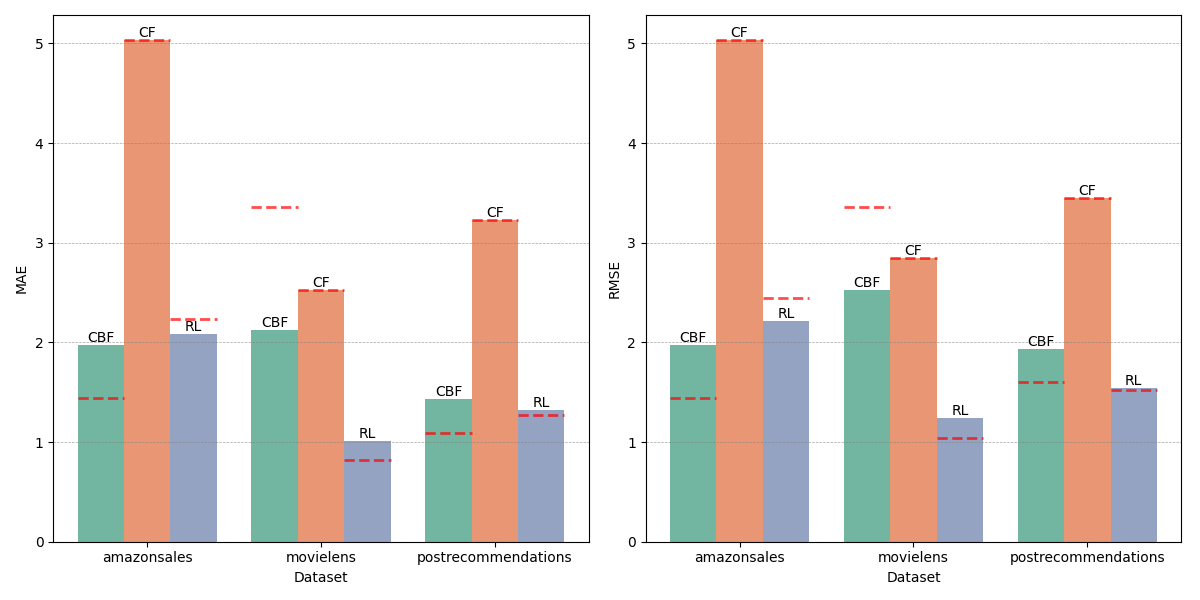 MAE
5
4
3
2
1
0
CBF
CF
RL
CBF
CF
RL
CBF
CF
RL
amazonsales
movielens
postrecommendations
Dataset
RMSE
5
4
3
2
1
0
CBF
CF
RL
CBF
CF
RL
CBF
CF
RL
amazonsales
movielens
postrecommendations
Dataset